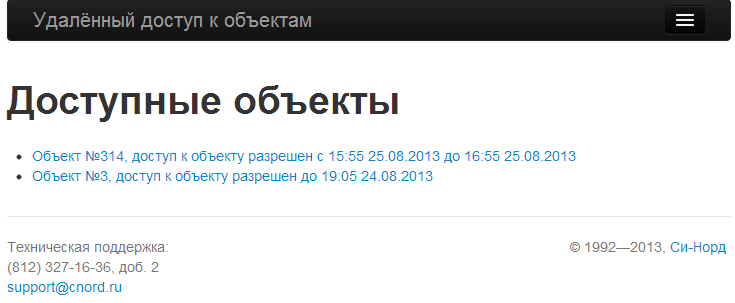 Удалённый доступ к объектам
Доступные объекты
Объект №314, доступ к объекту разрешен с 15:55 25.08.2013 до 16:55 25.08.2013
Объект №3, доступ к объекту разрешен до 19:05 24.08.2013
Техническая поддержка:
(812) 327-16-36, доб. 2
support@cnord.ru
© 1992—2013, Си-Норд